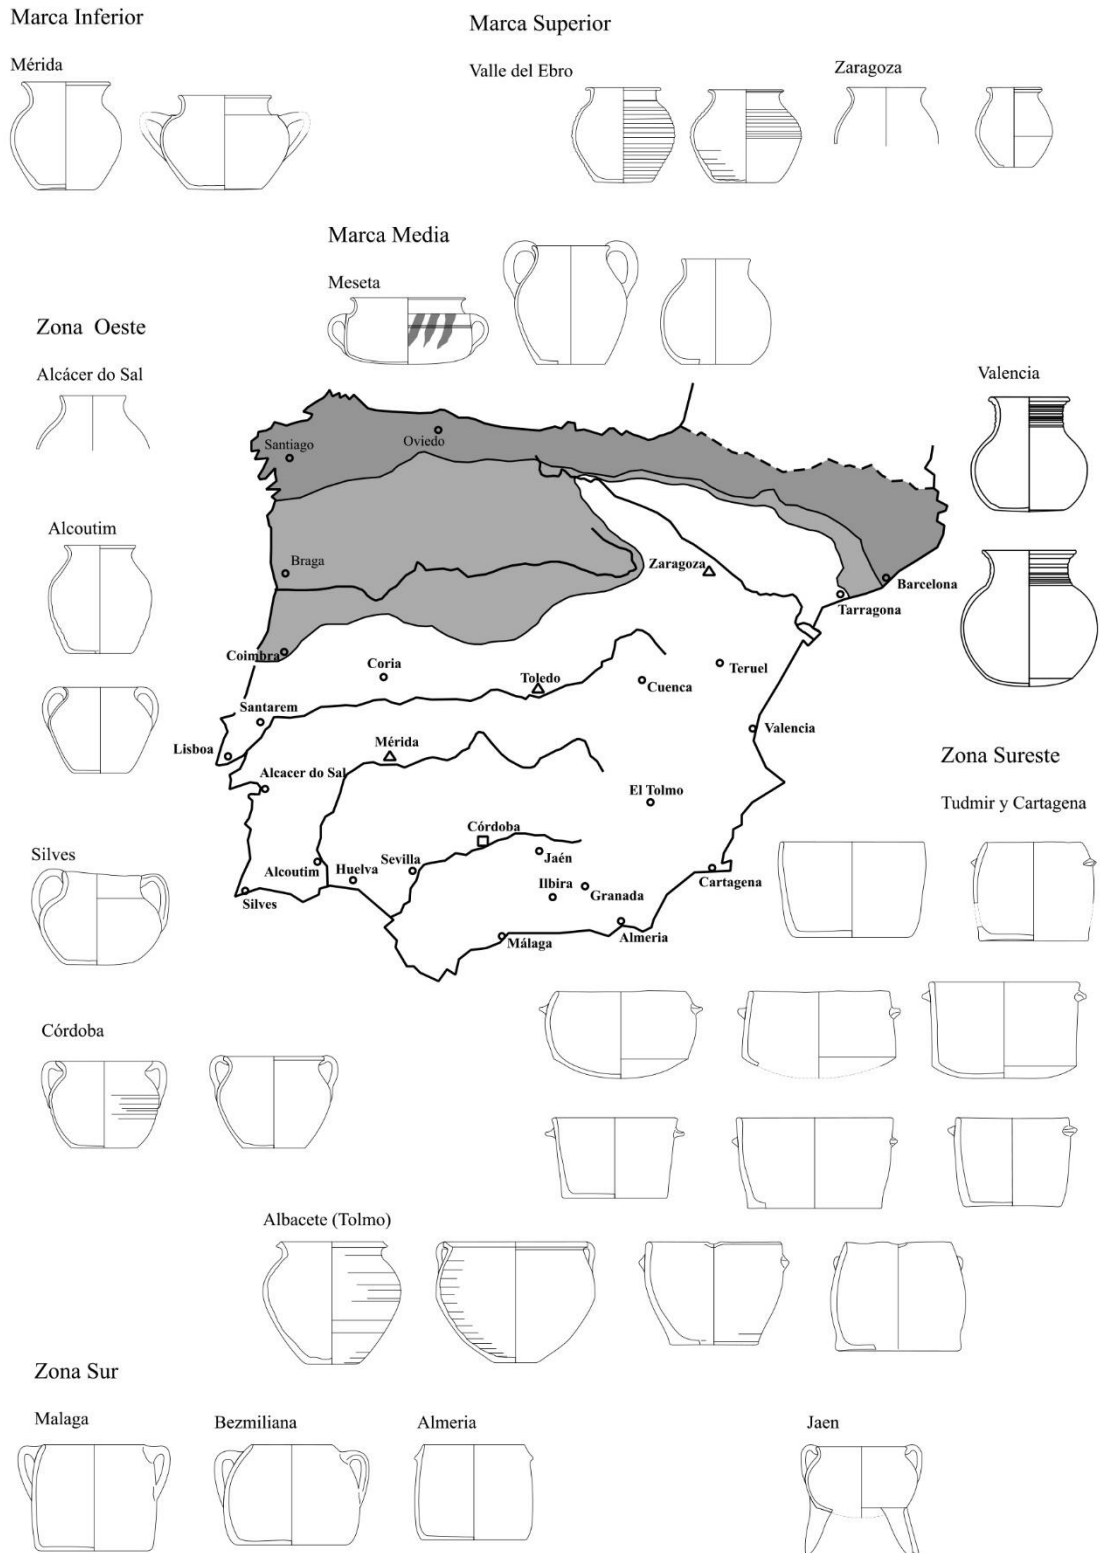 Marca Inferior
Marca Superior
Mérida
Valle del Ebro
Zaragoza
Marca Media
Meseta
Zona Oeste
Alcácer do Sal
Valencia
Santiago
Oviedo
Alcoutim
Braga
Zaragoza
Barcelona
Tarragona
Coimbra
Coria
Toledo
Teruel
Cuenca
Santarem
Valencia
Lisboa
Mérida
Zona Sureste
Alcacer do Sal
El Tolmo
Tudmir y Cartagena
Córdoba
Silves
Sevilla
Jaén
Alcoutim
Huelva
Ilbira
Granada
Cartagena
Silves
Málaga
Almeria
Córdoba
Albacete (Tolmo)
Zona Sur
Malaga
Bezmiliana
Almeria
Jaen